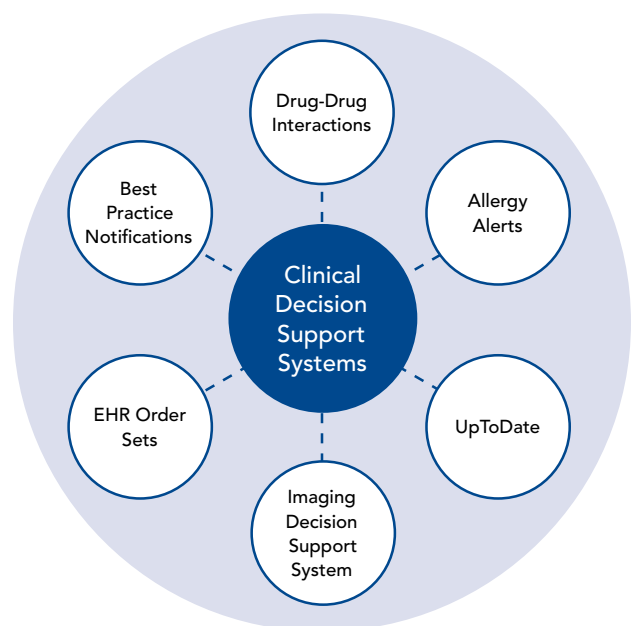 Drug-Drug
Interactions
Best
Practice
Notifications
Allergy
Alerts
Clinical
Decision
Support
Systems
EHR Order
Sets
UpToDate
Imaging
Decision
Support
System